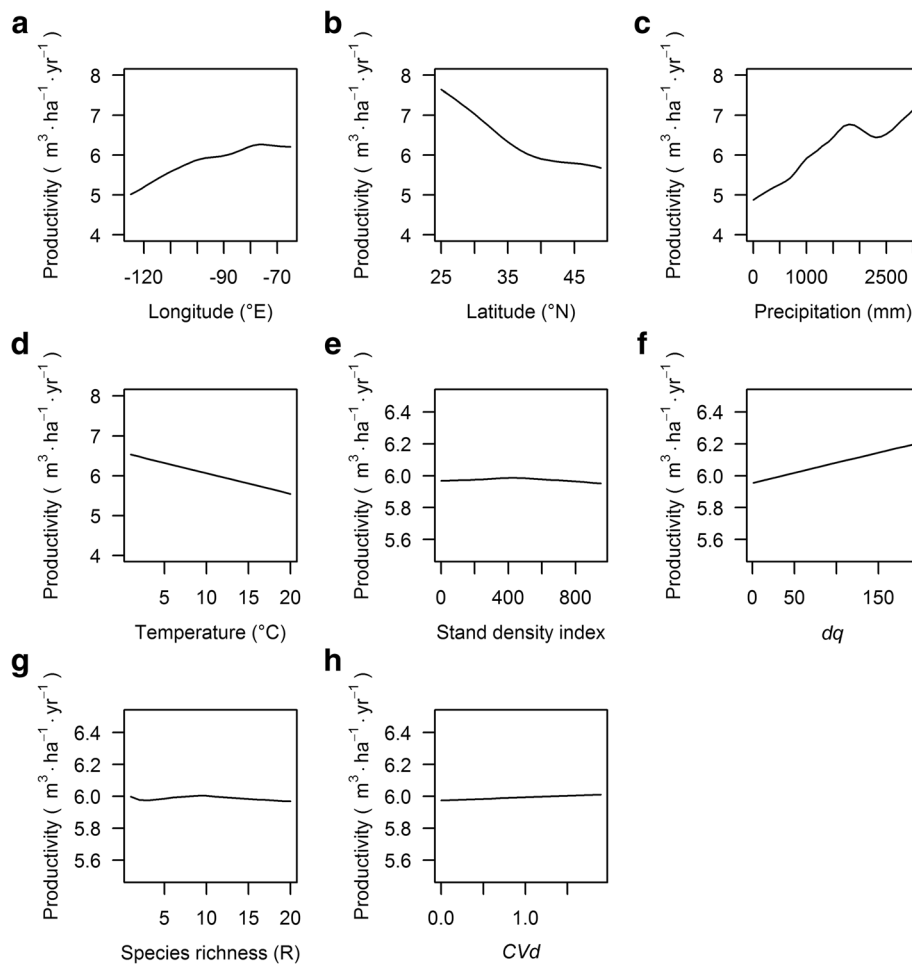 a
Productivity ( m³ · ha⁻¹ · yr⁻¹)
8
7
6
5
4
-120 -90 -70
Longitude (°E)
b
Productivity ( m³ · ha⁻¹ · yr⁻¹)
8
7
6
5
4
25 35 45
Latitude (°N)
c
Productivity ( m³ · ha⁻¹ · yr⁻¹)
8
7
6
5
4
0 1000 2500
Precipitation (mm)
d
Productivity ( m³ · ha⁻¹ · yr⁻¹)
8
7
6
5
4
5 10 15 20
Temperature (°C)
e
Productivity ( m³ · ha⁻¹ · yr⁻¹)
6.4
6.2
6.0
5.8
5.6
0 400 800
Stand density index
f
Productivity ( m³ · ha⁻¹ · yr⁻¹)
6.4
6.2
6.0
5.8
5.6
0 50 150
dq
g
Productivity ( m³ · ha⁻¹ · yr⁻¹)
6.4
6.2
6.0
5.8
5.6
5 10 15 20
Species richness (R)
h
Productivity ( m³ · ha⁻¹ · yr⁻¹)
6.4
6.2
6.0
5.8
5.6
0.0 1.0
CVd